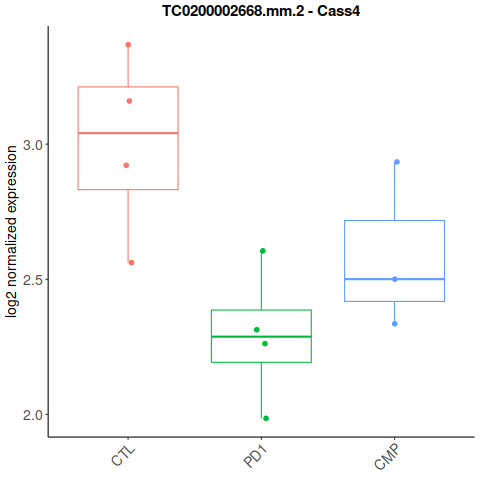 TC0200002668.mm.2 - Cass4
log2 normalized expression
3.0
2.5
2.0
CTL
PD1
CMP